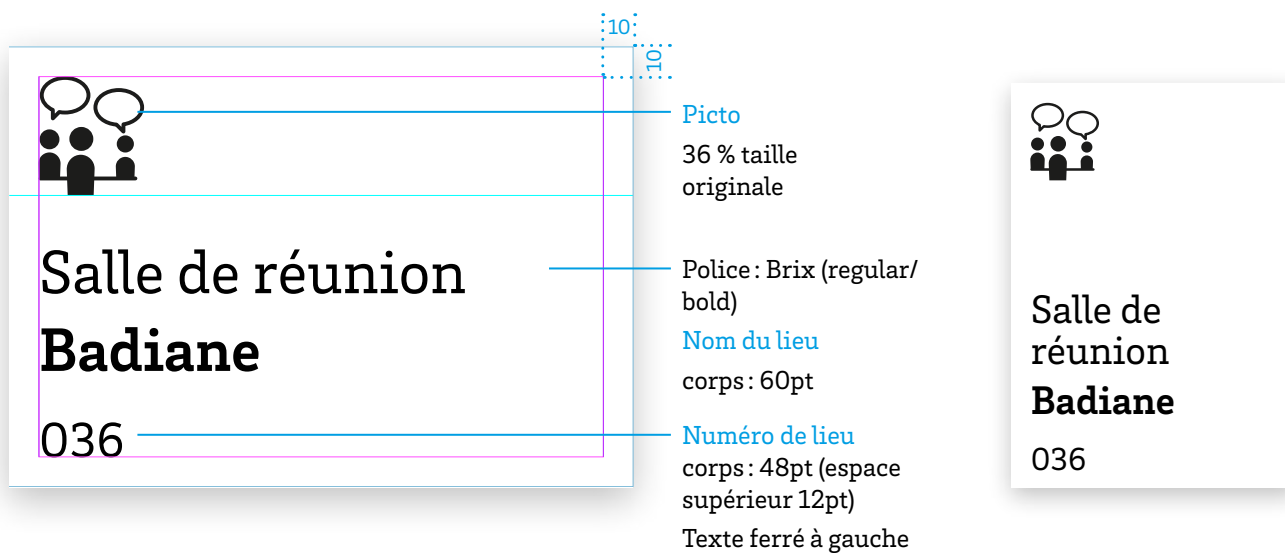 10
10
Salle de réunion
Badiane
036
Picto
36 % taille
originale
Police : Brix (regular/
bold)
Nom du lieu
corps : 60pt
Numéro de lieu
corps : 48pt (espace
supérieur 12pt)
Texte ferré à gauche
Salle de
réunion
Badiane
036